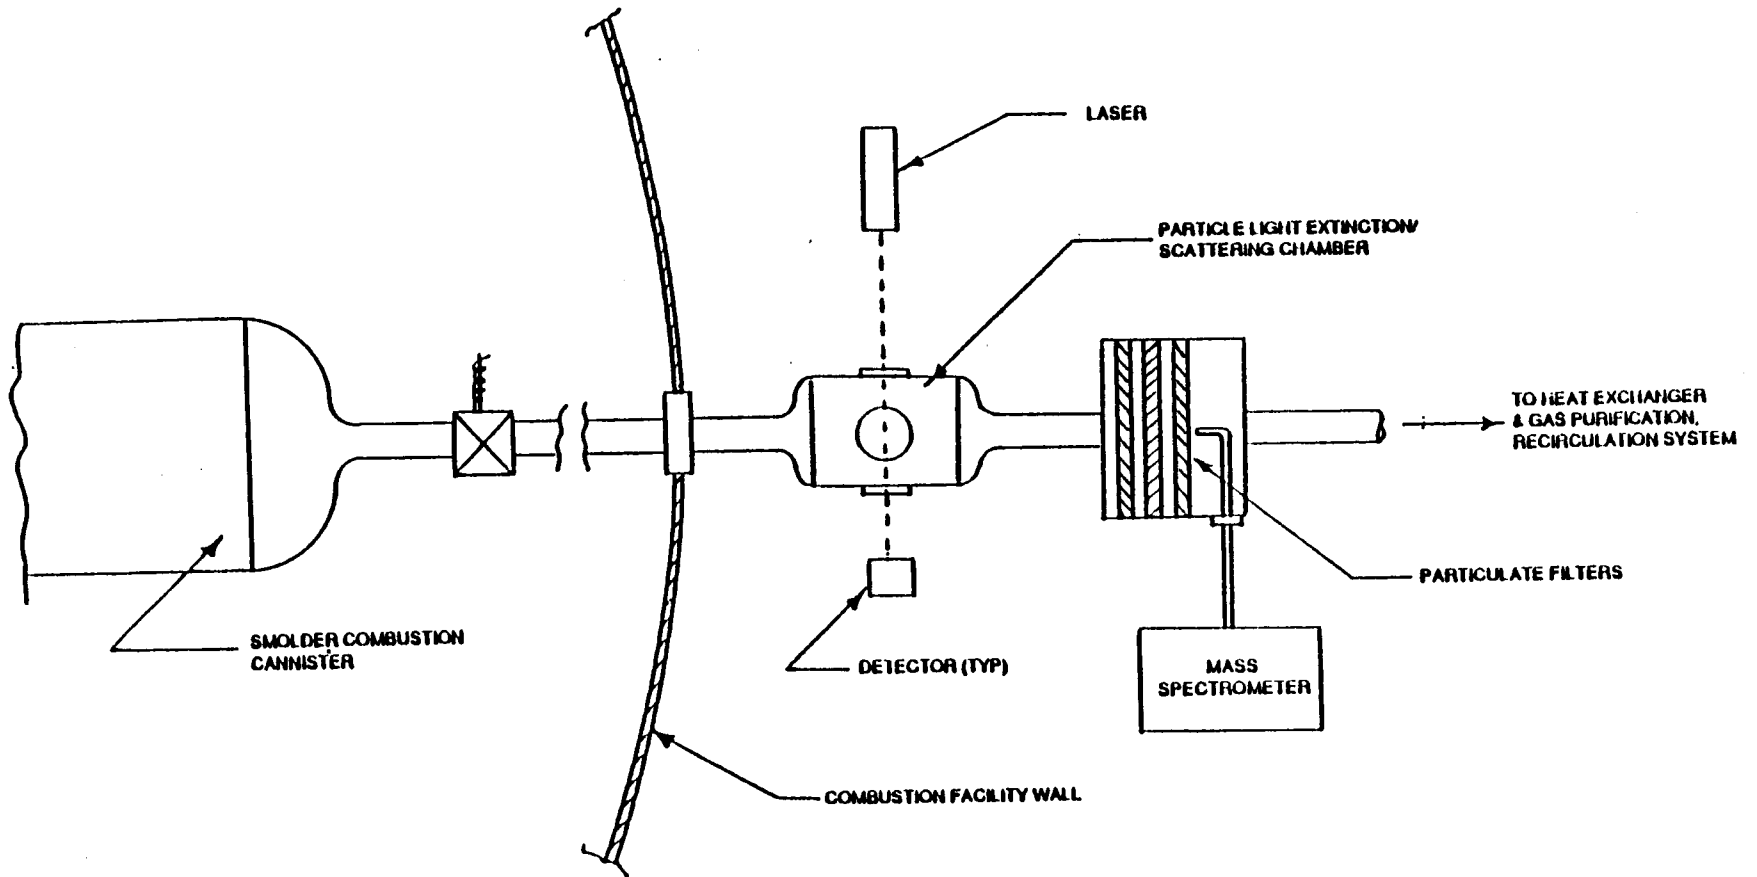 LASER
PARTICLE LIGHT EXTINCTION/
SCATTERING CHAMBER
TO HEAT EXCHANGER
& GAS PURIFICATION,
RECIRCULATION SYSTEM
PARTICULATE FILTERS
SMOLDER COMBUSTION
CANNISTER
DETECTOR (TYP)
MASS
SPECTROMETER
COMBUSTION FACILITY WALL